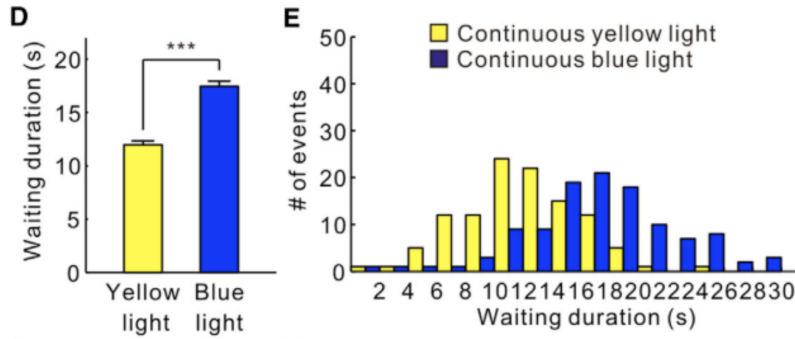 D
Waiting duration (s)
20
15
10
5
0
***
Yellow light
Blue light
E
# of events
50
40
30
20
10
0
Continuous yellow light
Continuous blue light
2 4 6 8 10 12 14 16 18 20 22 24 26 28 30
Waiting duration (s)